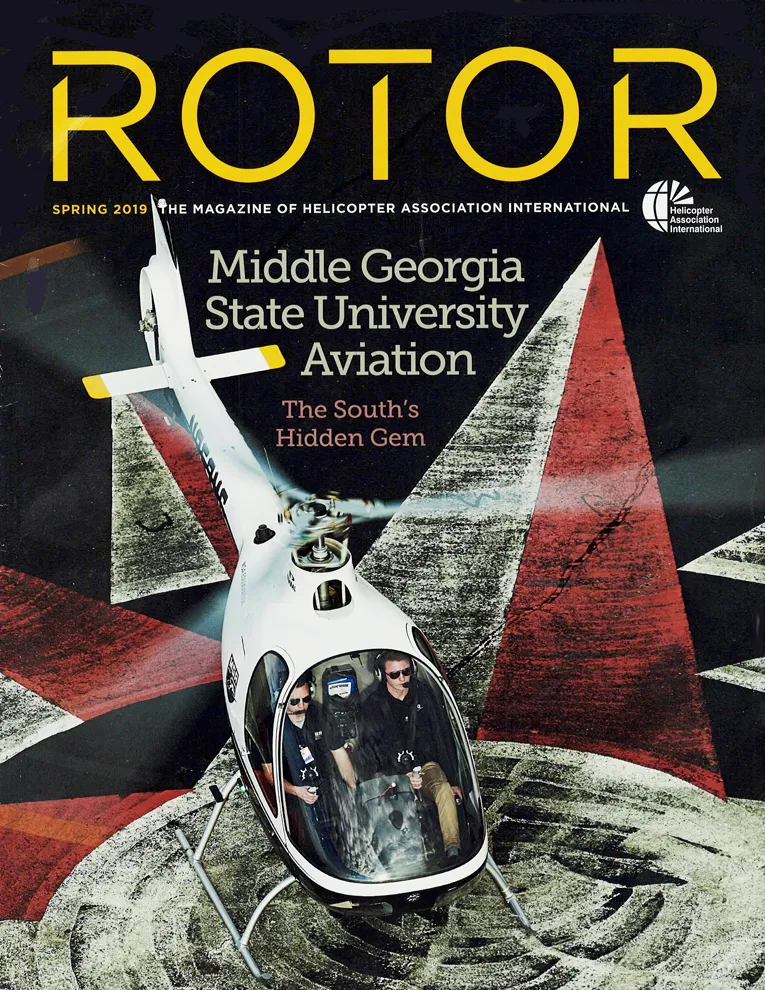 ROTOR
SPRING 2019 THE MAGAZINE OF HELICOPTER ASSOCIATION INTERNATIONAL
Helicopter
Association
International
Middle Georgia
State University
Aviation
The South's
Hidden Gem